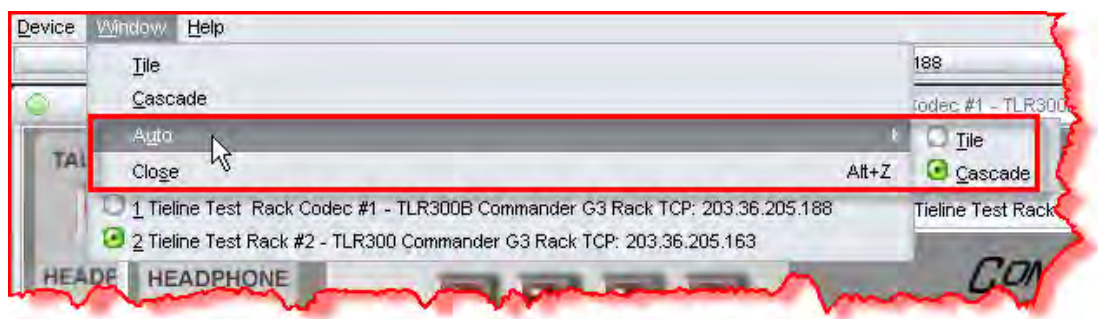 Device Window Help
Tile
188
Cascade
Codec #1 - TLR300
Auto
Tile
TAL
Close Alt+Z
Cascade
1 Tieline Test Rack Codec #1 - TLR300B Commander G3 Rack TCP: 203.36.205.188
Tieline Test Rack
2 Tieline Test Rack #2 - TLR300 Commander G3 Rack TCP: 203.36.205.163
HEADP HEADPHONE
COM